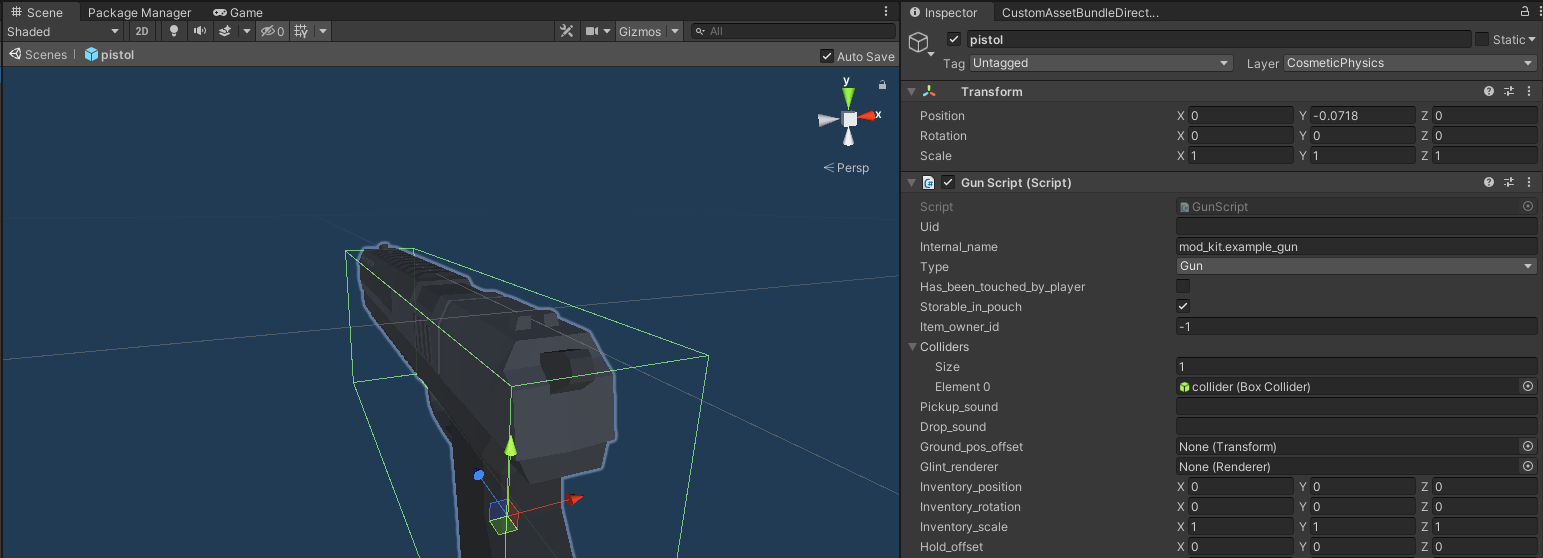 Scene Package Manager Game
Shaded 2D 0 Gizmos All
Scenes pistol Auto Save
y
x
Persp
Inspector CustomAssetBundleDirect...
pistol Static
Tag Untagged Layer CosmeticPhysics
Transform
Position X 0 Y -0.0718 Z 0
Rotation X 0 Y 0 Z 0
Scale X 1 Y 1 Z 1
Gun Script (Script)
Script GunScript
Uid
Internal_name mod_kit.example_gun
Type Gun
Has_been_touched_by_player
Storable_in_pouch
Item_owner_id -1
Colliders
Size 1
Element 0 collider (Box Collider)
Pickup_sound
Drop_sound
Ground_pos_offset None (Transform)
Glint_renderer None (Renderer)
Inventory_position X 0 Y 0 Z 0
Inventory_rotation X 0 Y 0 Z 0
Inventory_scale X 1 Y 1 Z 1
Hold_offset X 0 Y 0 Z 0